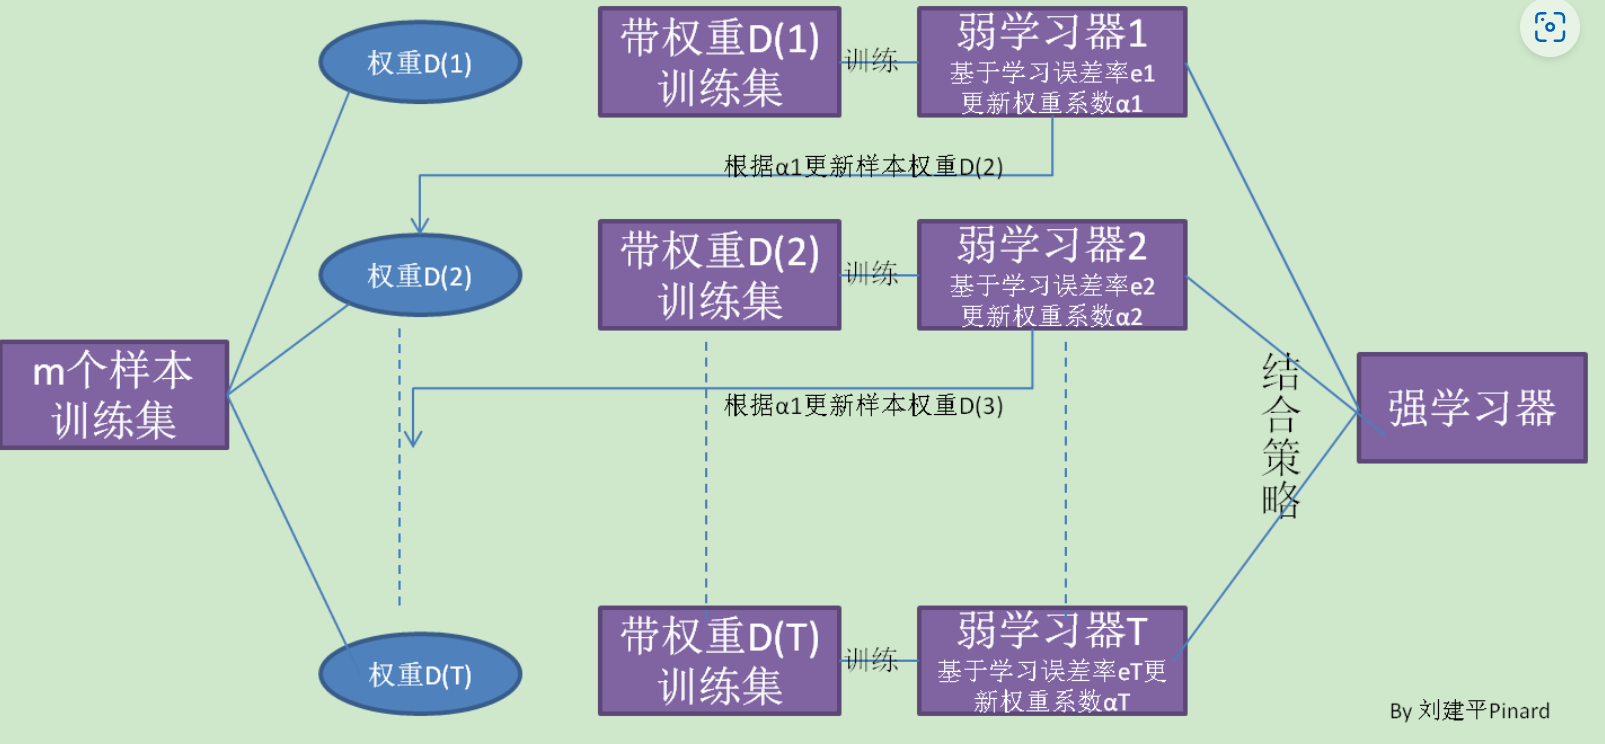 权重D(1)
带权重D(1)
训练集
训练
弱学习器1
基于学习误差率e1
更新权重系数α1
根据α1更新样本权重D(2)
权重D(2)
带权重D(2)
训练集
训练
弱学习器2
基于学习误差率e2
更新权重系数α2
m个样本
训练集
根据α1更新样本权重D(3)
结合策略
强学习器
权重D(T)
带权重D(T)
训练集
训练
弱学习器T
基于学习误差率eT更
新权重系数αT
By 刘建平Pinard